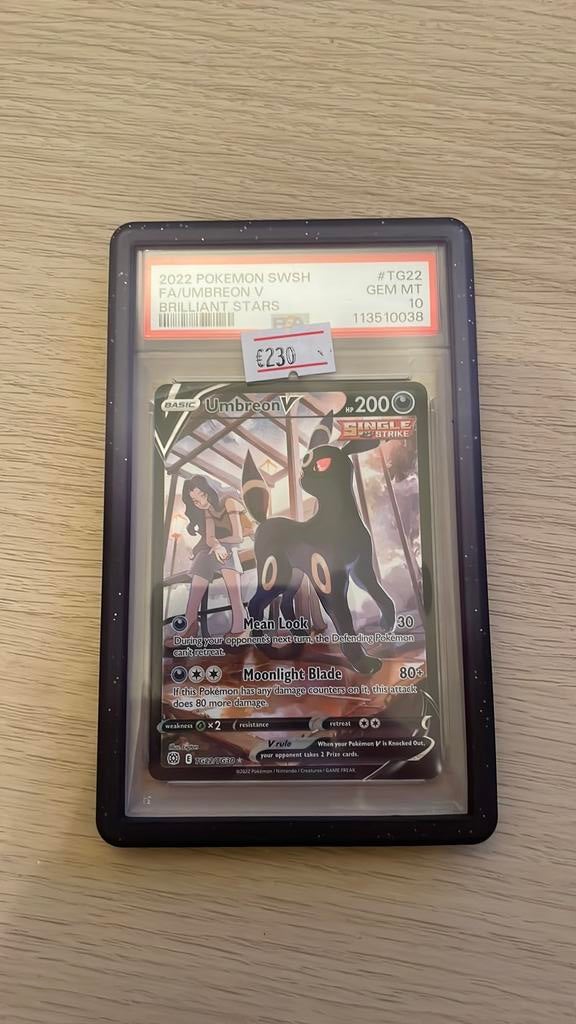 2022 POKEMON SWSH #TG22
FA/UMBREON V GEM MT
BRILLIANT STARS 10
113510038
€230
BASIC Umbreon V HP 200
SINGLE STRIKE
Mean Look 30
During your opponent's next turn, the Defending Pokémon
can't retreat.
Moonlight Blade 80+
If this Pokémon has any damage counters on it, this attack
does 80 more damage.
weakness ×2 resistance retreat
V rule When your Pokémon V is Knocked Out,
your opponent takes 2 Prize cards.
E TG22/TG30
©2022 Pokémon / Nintendo / Creatures / GAME FREAK